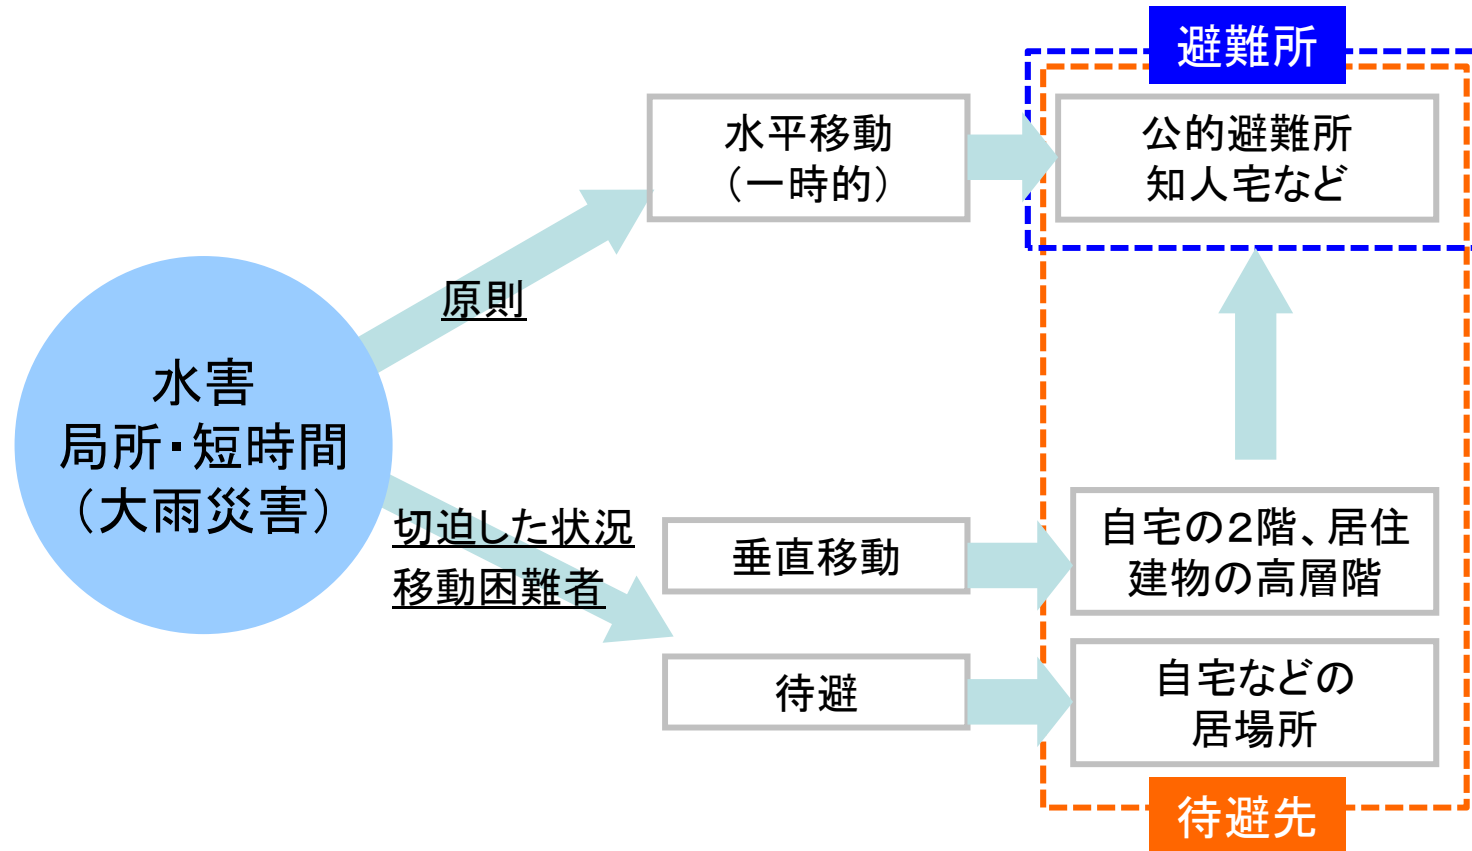 避難所
水平移動
（一時的）
公的避難所
知人宅など
原則
水害
局所・短時間
（大雨災害）
切迫した状況
移動困難者
垂直移動
自宅の２階、居住
建物の高層階
待避
自宅などの
居場所
待避先